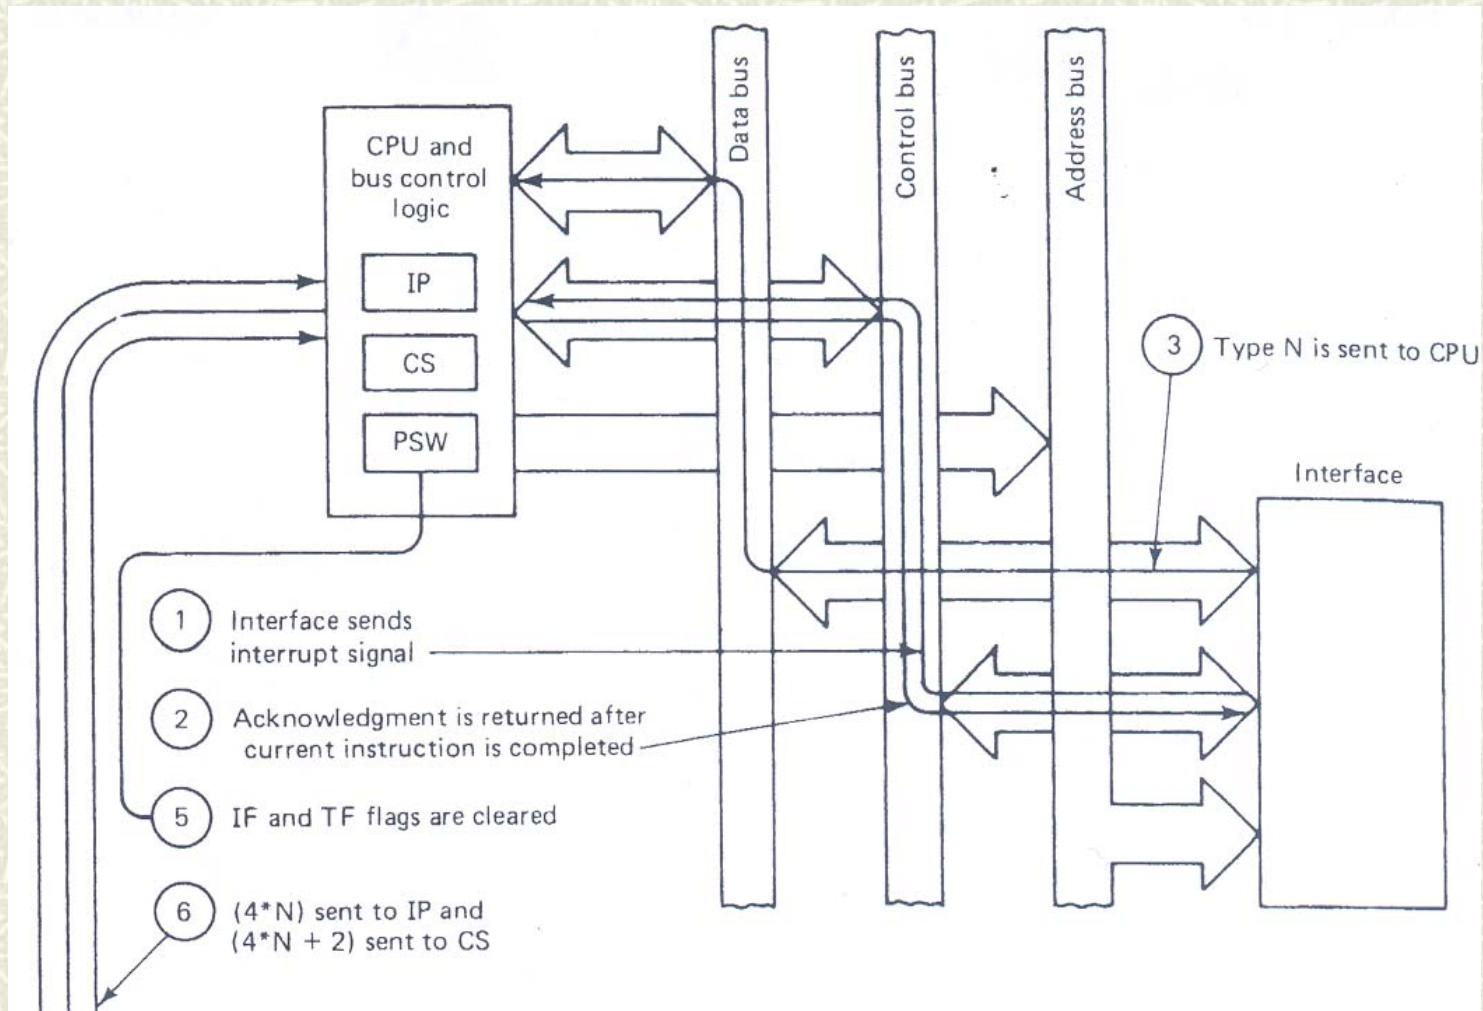 CPU and
bus control
logic
IP
CS
PSW
Data bus
Control bus
Address bus
3 Type N is sent to CPU
Interface
1 Interface sends
interrupt signal
2 Acknowledgment is returned after
current instruction is completed
5 IF and TF flags are cleared
6 (4*N) sent to IP and
(4*N + 2) sent to CS